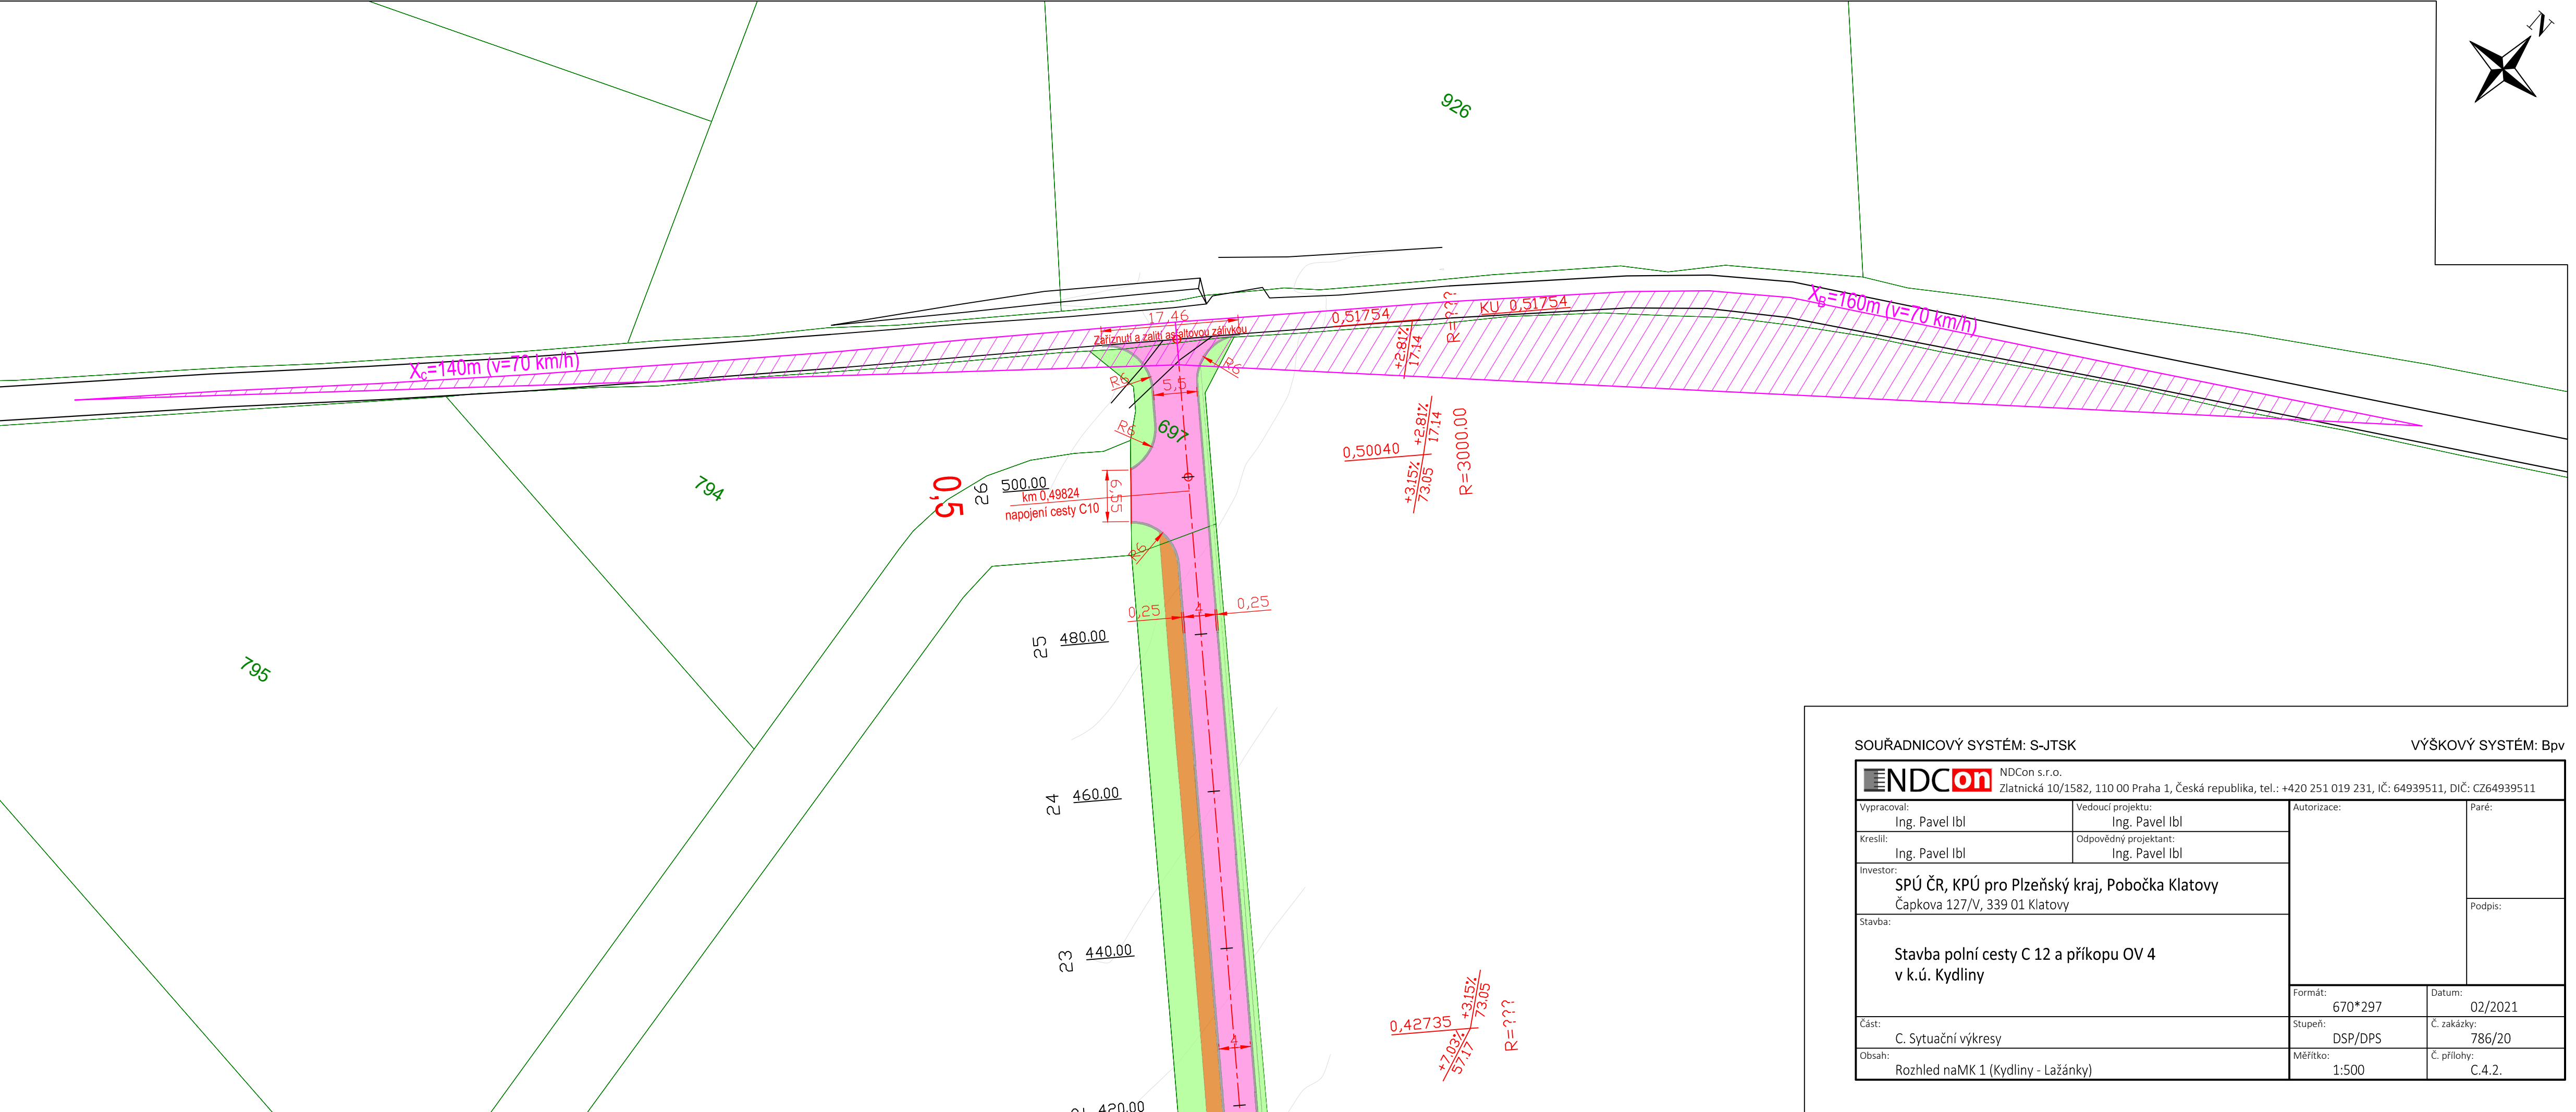 N
926
X_B=160m (v=70 km/h)
R=???
KU 0,51754
0,51754
17,46
Zaříznutí a zalití asfaltovou zálivkou
+2.81%
17.14
X_C=140m (v=70 km/h)
R6
R6
5,5
R6
697
+2.81%
17.14
0,50040
+3.15%
73.05
R=3000.00
794
0,5
26
500.00
km 0,49824
napojení cesty C10
6,55
R6
0,25
4
0,25
25
480.00
795
24
460.00
23
440.00
+3.15%
73.05
0,42735
+7.03%
57.17
R=???
4
420.00
SOUŘADNICOVÝ SYSTÉM: S-JTSK
VÝŠKOVÝ SYSTÉM: Bpv
NDCon
NDCon s.r.o.
Zlatnická 10/1582, 110 00 Praha 1, Česká republika, tel.: +420 251 019 231, IČ: 64939511, DIČ: CZ64939511
Vypracoval:
Ing. Pavel Ibl
Vedoucí projektu:
Ing. Pavel Ibl
Autorizace:
Paré:
Kreslil:
Ing. Pavel Ibl
Odpovědný projektant:
Ing. Pavel Ibl
Investor:
SPÚ ČR, KPÚ pro Plzeňský kraj, Pobočka Klatovy
Čapkova 127/V, 339 01 Klatovy
Podpis:
Stavba:
Stavba polní cesty C 12 a příkopu OV 4
v k.ú. Kydliny
Formát:
670*297
Datum:
02/2021
Část:
C. Sytuační výkresy
Stupeň:
DSP/DPS
Č. zakázky:
786/20
Obsah:
Rozhled naMK 1 (Kydliny - Lažánky)
Měřítko:
1:500
Č. přílohy:
C.4.2.